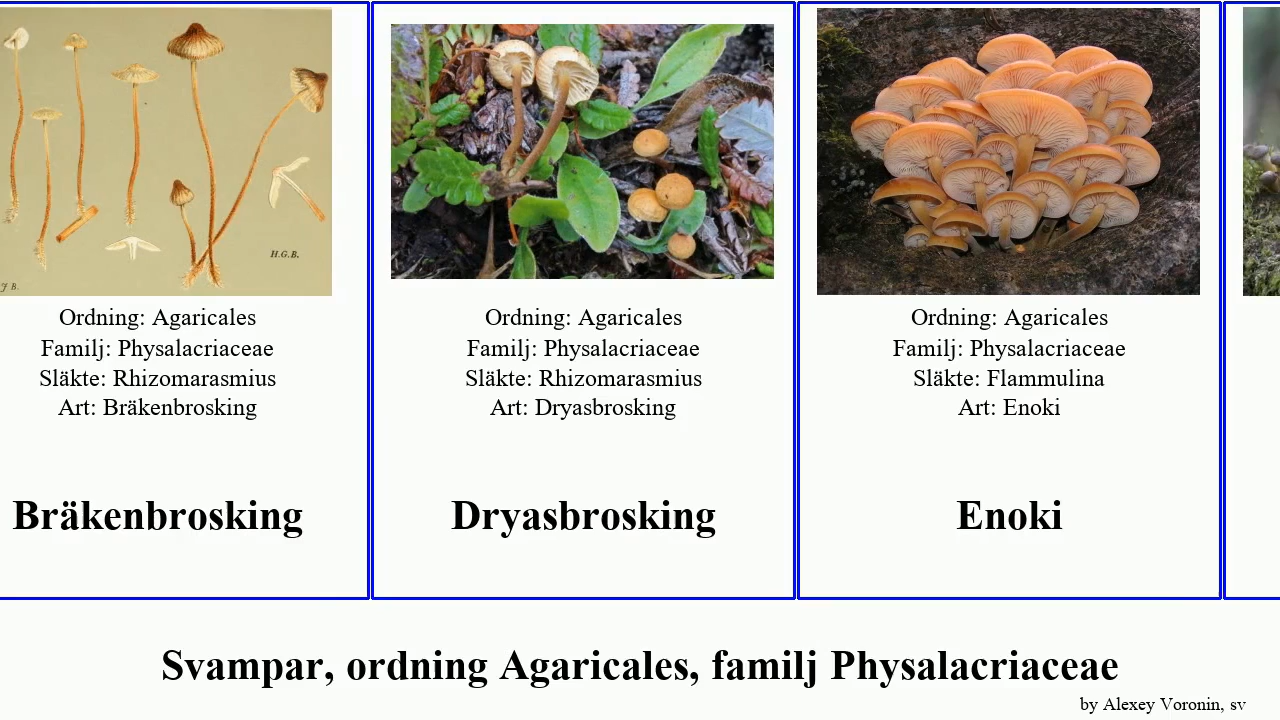 J B.
H.G.B.
Ordning: Agaricales
Familj: Physalacriaceae
Släkte: Rhizomarasmius
Art: Bräkenbrosking
Bräkenbrosking
Ordning: Agaricales
Familj: Physalacriaceae
Släkte: Rhizomarasmius
Art: Dryasbrosking
Dryasbrosking
Ordning: Agaricales
Familj: Physalacriaceae
Släkte: Flammulina
Art: Enoki
Enoki
Svampar, ordning Agaricales, familj Physalacriaceae
by Alexey Voronin, sv